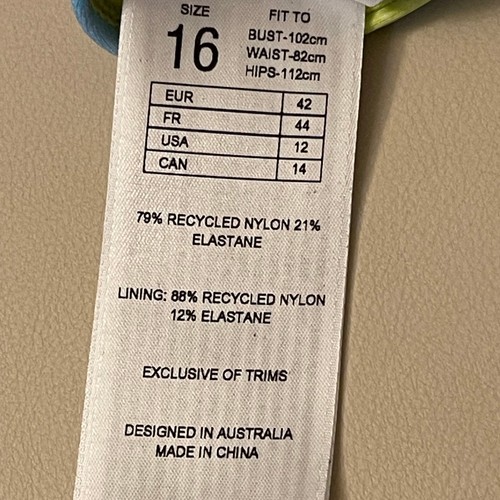 SIZE
16
FIT TO
BUST-102cm
WAIST-82cm
HIPS-112cm
EUR 42
FR 44
USA 12
CAN 14
79% RECYCLED NYLON 21%
ELASTANE
LINING: 88% RECYCLED NYLON
12% ELASTANE
EXCLUSIVE OF TRIMS
DESIGNED IN AUSTRALIA
MADE IN CHINA